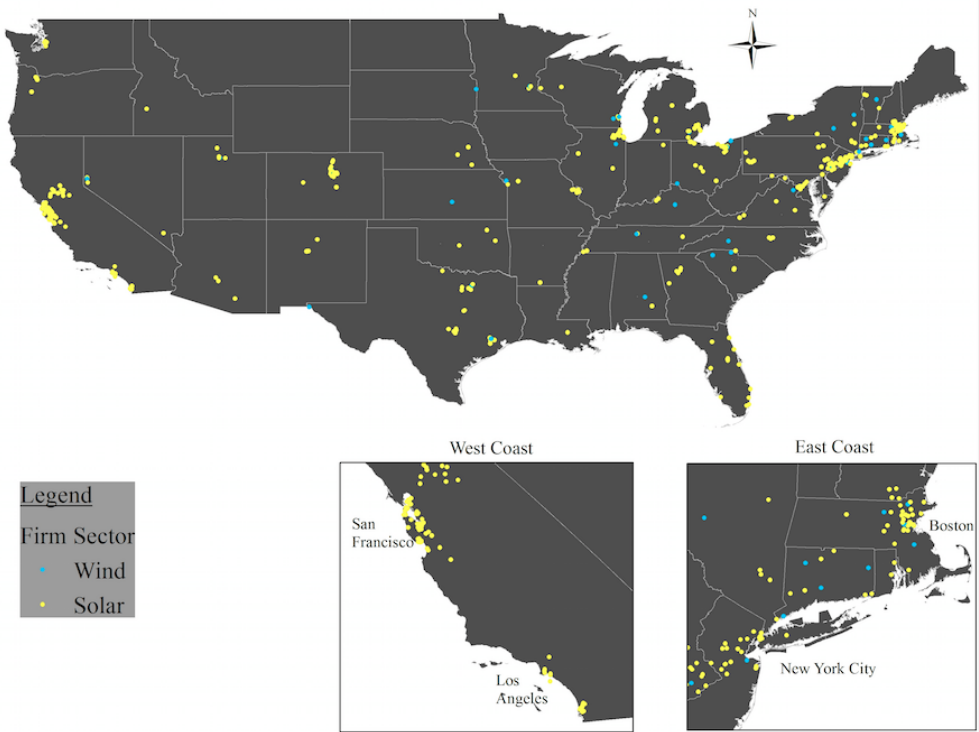 N
West Coast
East Coast
Legend
Firm Sector
Wind
Solar
San
Francisco
Los
Angeles
Boston
New York City